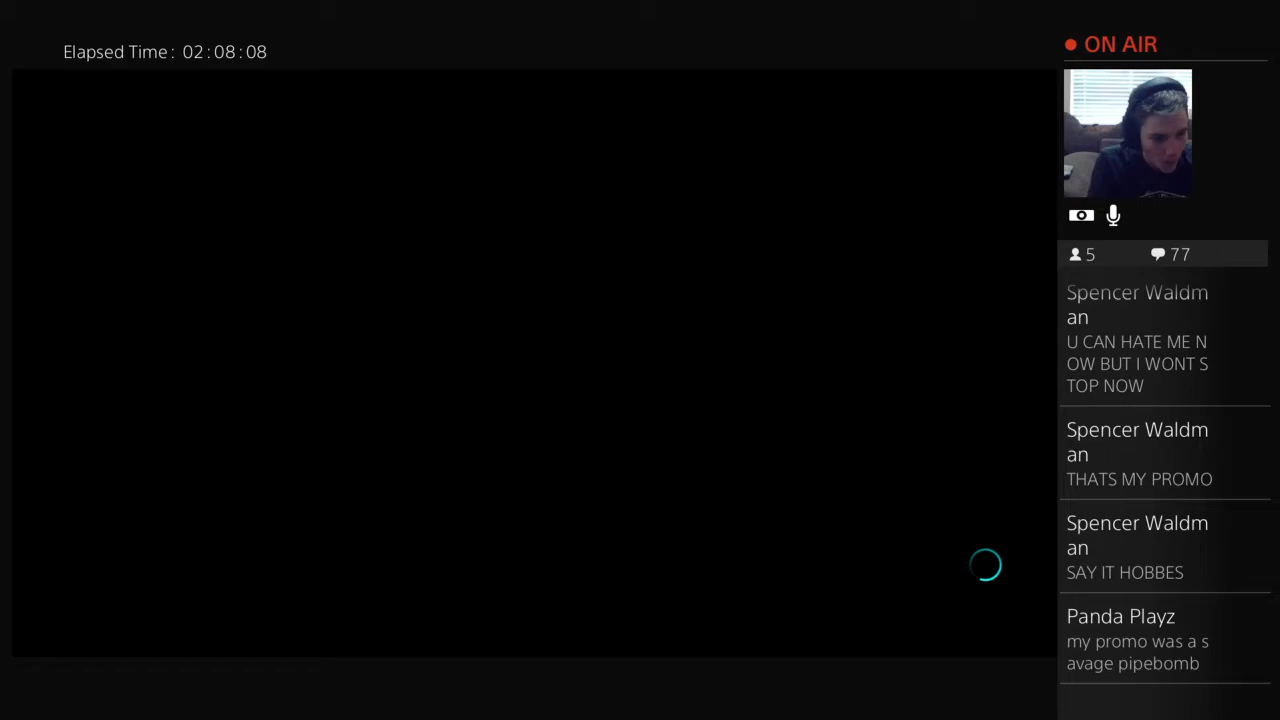 Elapsed Time: 02:08:08
ON AIR
5 77
Spencer Waldm
an
U CAN HATE ME N
OW BUT I WONT S
TOP NOW
Spencer Waldm
an
THATS MY PROMO
Spencer Waldm
an
SAY IT HOBBES
Panda Playz
my promo was a s
avage pipebomb